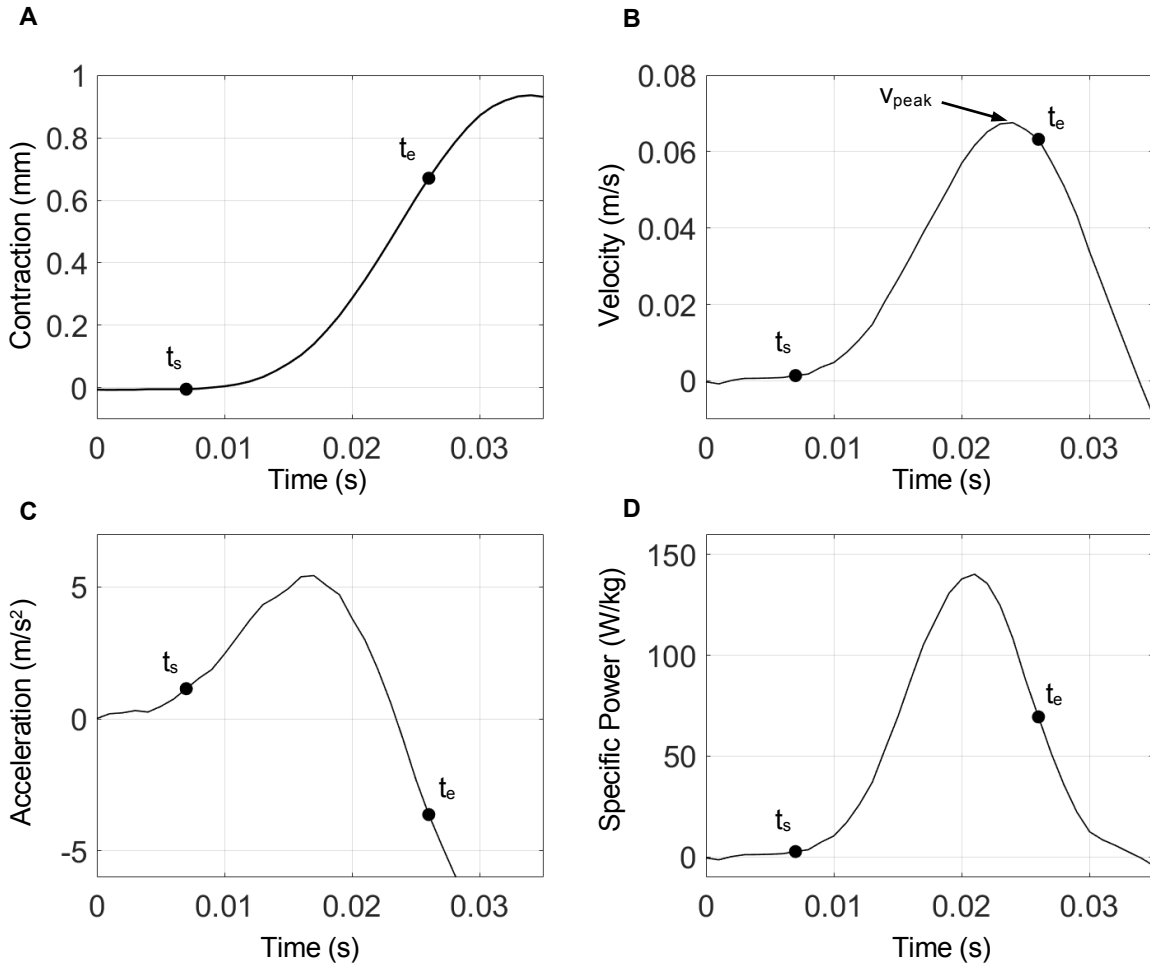 A
Contraction (mm)
1
0.8
0.6
0.4
0.2
0
t_s
t_e
0 0.01 0.02 0.03
Time (s)
B
Velocity (m/s)
0.08
0.06
0.04
0.02
0
v_peak
t_e
t_s
0 0.01 0.02 0.03
Time (s)
C
Acceleration (m/s²)
5
0
-5
t_s
t_e
0 0.01 0.02 0.03
Time (s)
D
Specific Power (W/kg)
150
100
50
0
t_e
t_s
0 0.01 0.02 0.03
Time (s)